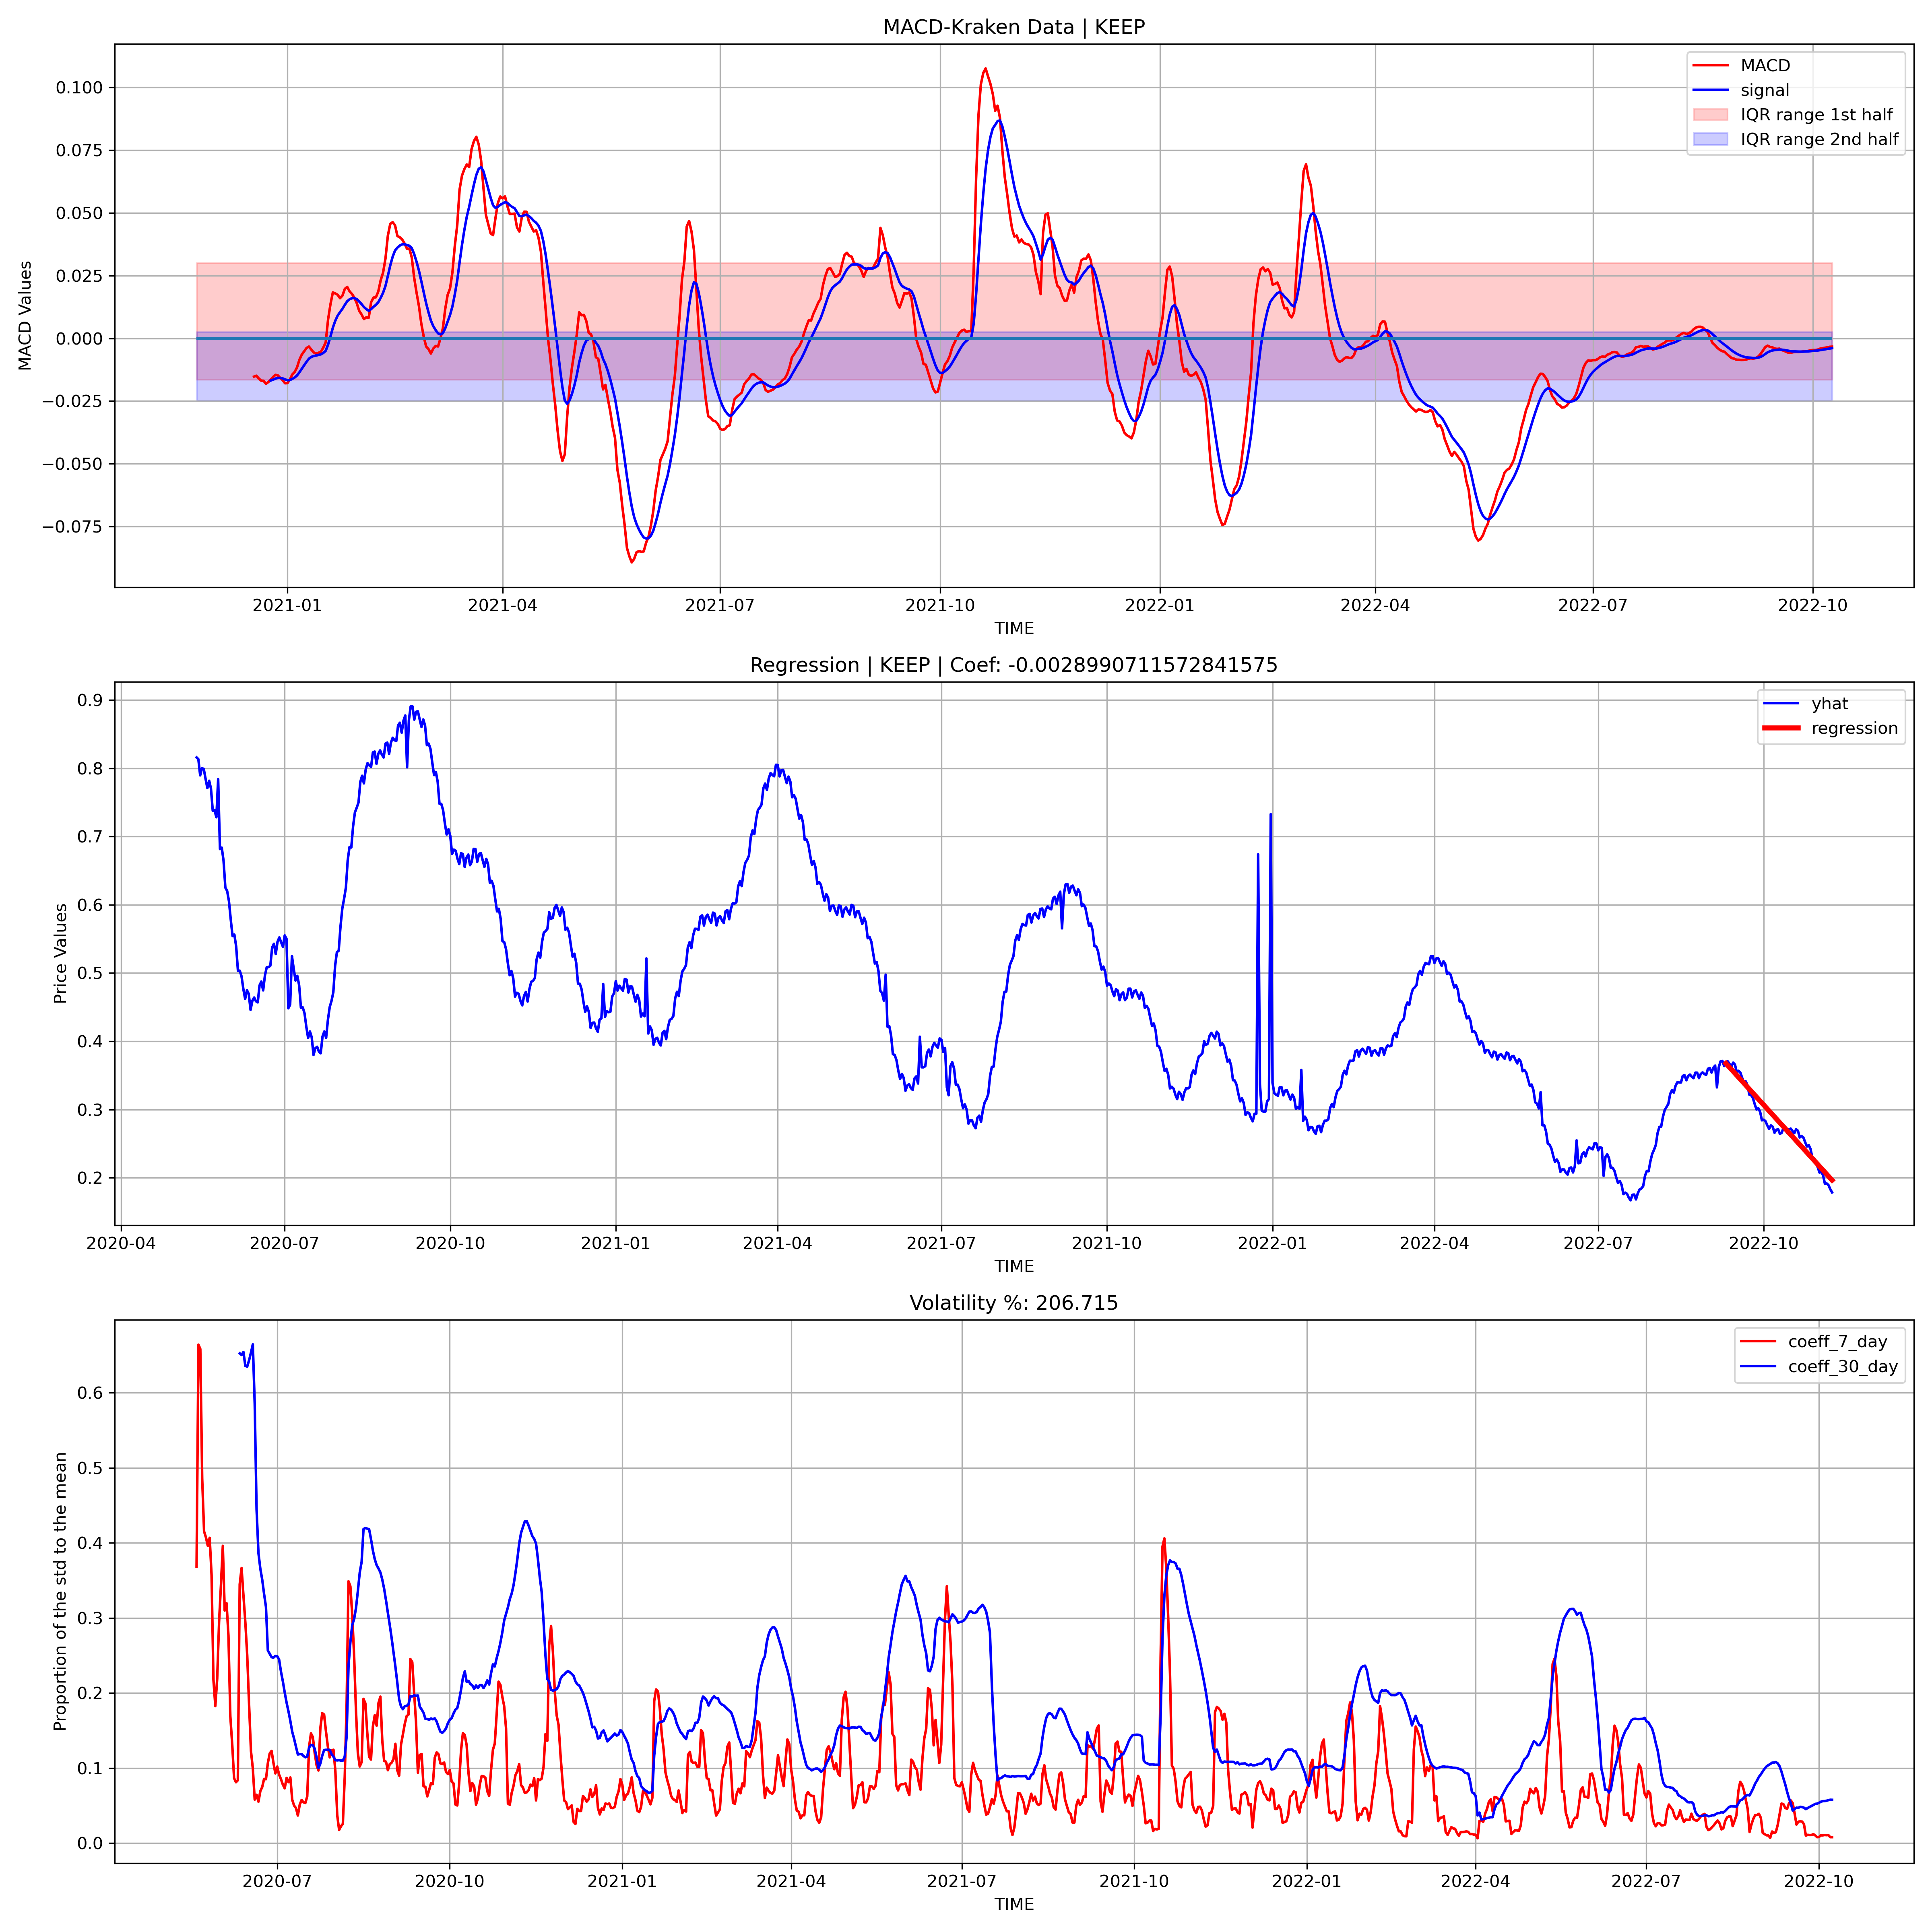 MACD-Kraken Data | KEEP
MACD Values
0.100
0.075
0.050
0.025
0.000
−0.025
−0.050
−0.075
MACD
signal
IQR range 1st half
IQR range 2nd half
2021-01 2021-04 2021-07 2021-10 2022-01 2022-04 2022-07 2022-10
TIME
Regression | KEEP | Coef: -0.0028990711572841575
Price Values
0.9
0.8
0.7
0.6
0.5
0.4
0.3
0.2
yhat
regression
2020-04 2020-07 2020-10 2021-01 2021-04 2021-07 2021-10 2022-01 2022-04 2022-07 2022-10
TIME
Volatility %: 206.715
Proportion of the std to the mean
0.6
0.5
0.4
0.3
0.2
0.1
0.0
coeff_7_day
coeff_30_day
2020-07 2020-10 2021-01 2021-04 2021-07 2021-10 2022-01 2022-04 2022-07 2022-10
TIME